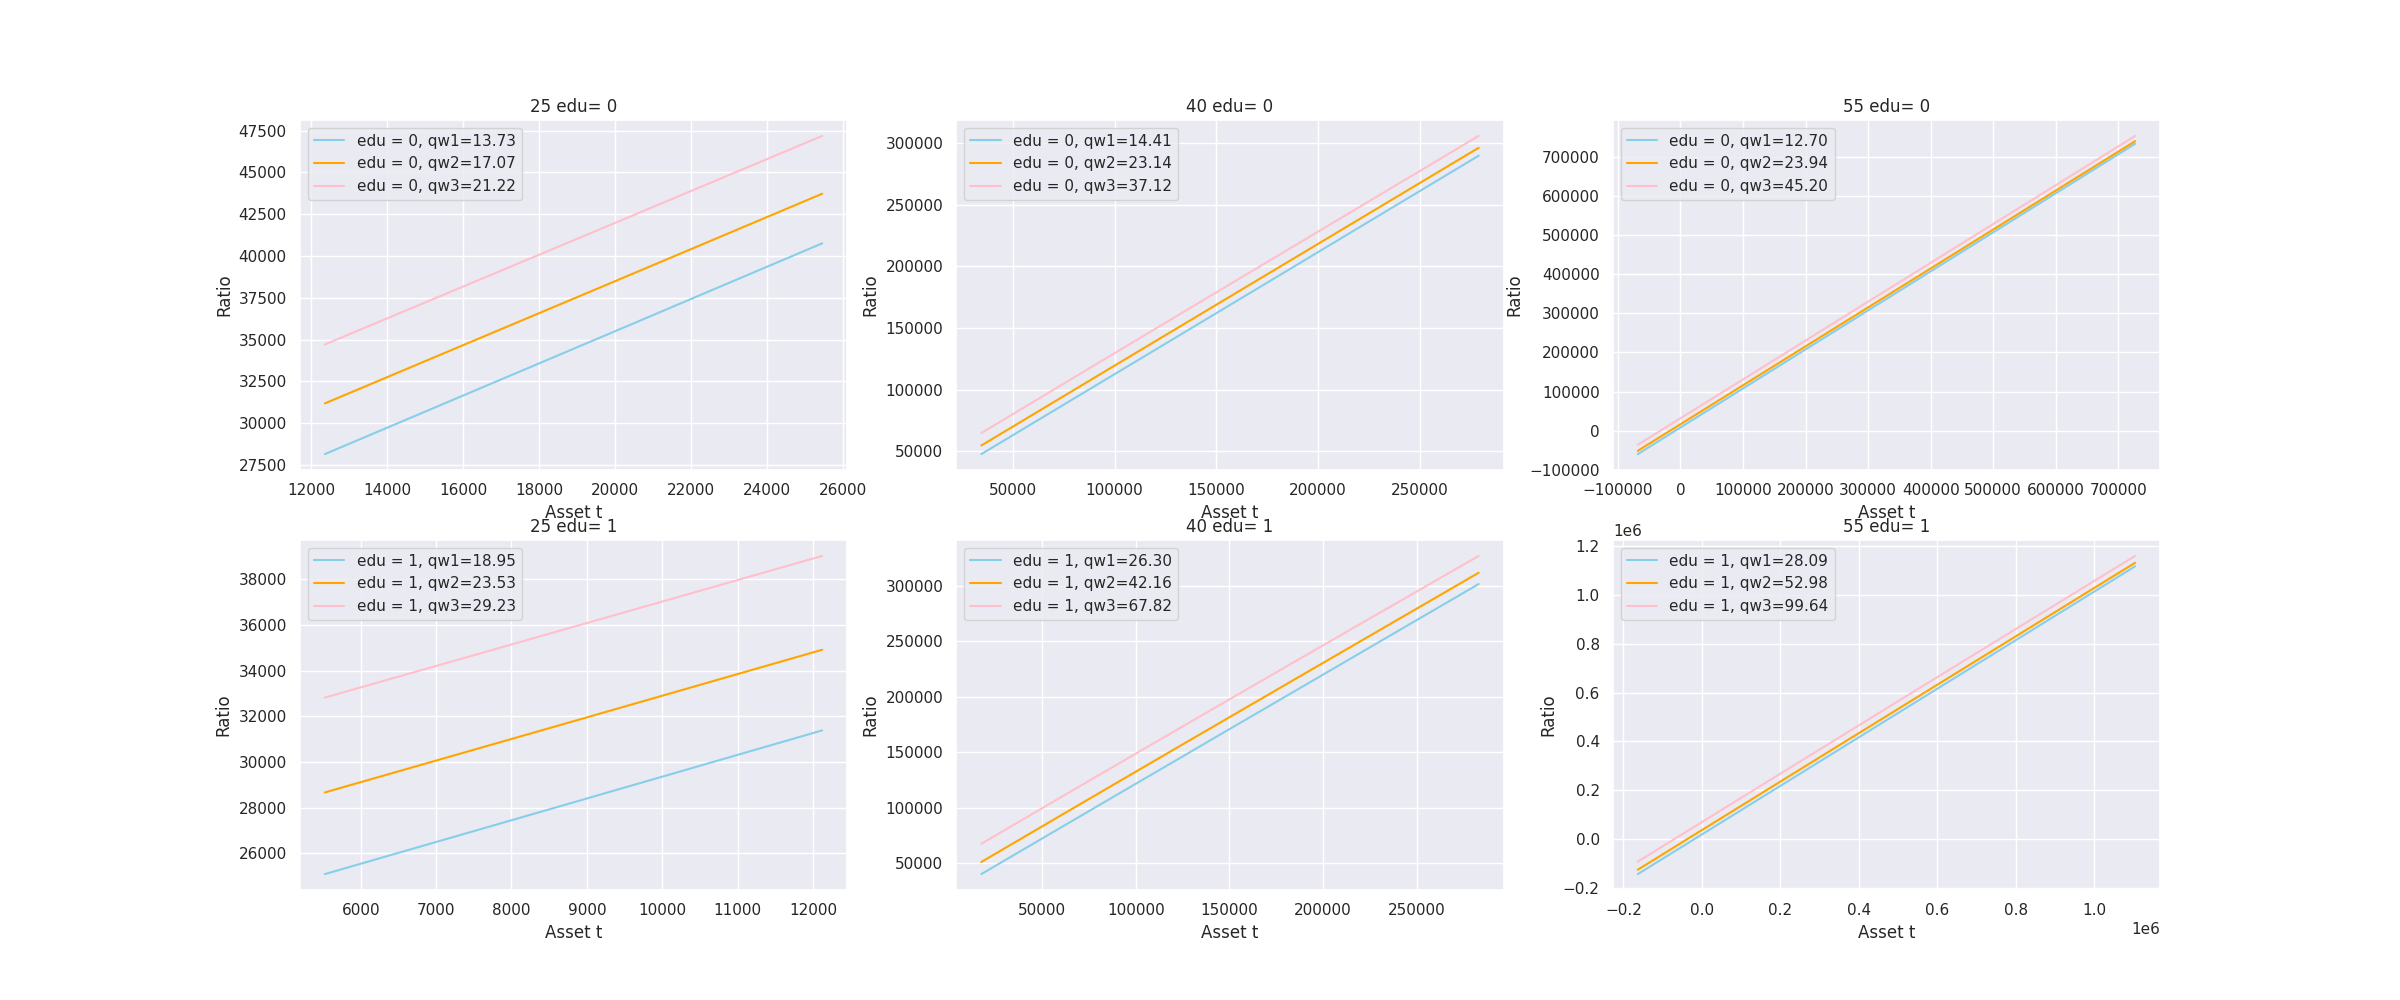 25 edu= 0
edu = 0, qw1=13.73
edu = 0, qw2=17.07
edu = 0, qw3=21.22
47500
45000
42500
40000
37500
35000
32500
30000
27500
Ratio
12000 14000 16000 18000 20000 22000 24000 26000
Asset t
40 edu= 0
edu = 0, qw1=14.41
edu = 0, qw2=23.14
edu = 0, qw3=37.12
300000
250000
200000
150000
100000
50000
Ratio
50000 100000 150000 200000 250000
Asset t
55 edu= 0
edu = 0, qw1=12.70
edu = 0, qw2=23.94
edu = 0, qw3=45.20
700000
600000
500000
400000
300000
200000
100000
0
−100000
Ratio
−100000 0 100000 200000 300000 400000 500000 600000 700000
Asset t
25 edu= 1
edu = 1, qw1=18.95
edu = 1, qw2=23.53
edu = 1, qw3=29.23
38000
36000
34000
32000
30000
28000
26000
Ratio
6000 7000 8000 9000 10000 11000 12000
Asset t
40 edu= 1
edu = 1, qw1=26.30
edu = 1, qw2=42.16
edu = 1, qw3=67.82
300000
250000
200000
150000
100000
50000
Ratio
50000 100000 150000 200000 250000
Asset t
55 edu= 1
1e6
edu = 1, qw1=28.09
edu = 1, qw2=52.98
edu = 1, qw3=99.64
1.2
1.0
0.8
0.6
0.4
0.2
0.0
−0.2
Ratio
−0.2 0.0 0.2 0.4 0.6 0.8 1.0
1e6
Asset t